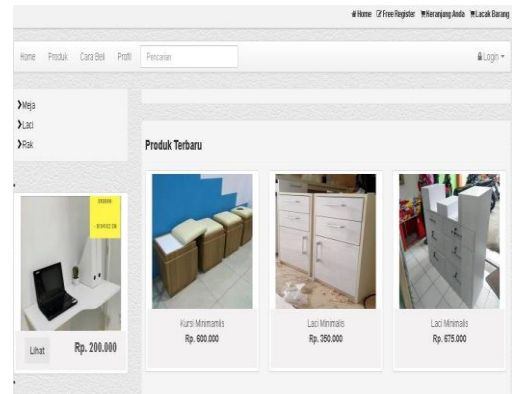 Home Free Register Keranjang Anda Lacak Barang
Home Produk Cara Beli Profil Pencarian Login
Meja
Laci
Rak
Produk Terbaru
Kursi Minimamlis
Rp. 600.000
Laci Minimalis
Rp. 350.000
Laci Minimalis
Rp. 675.000
Lihat Rp. 200.000